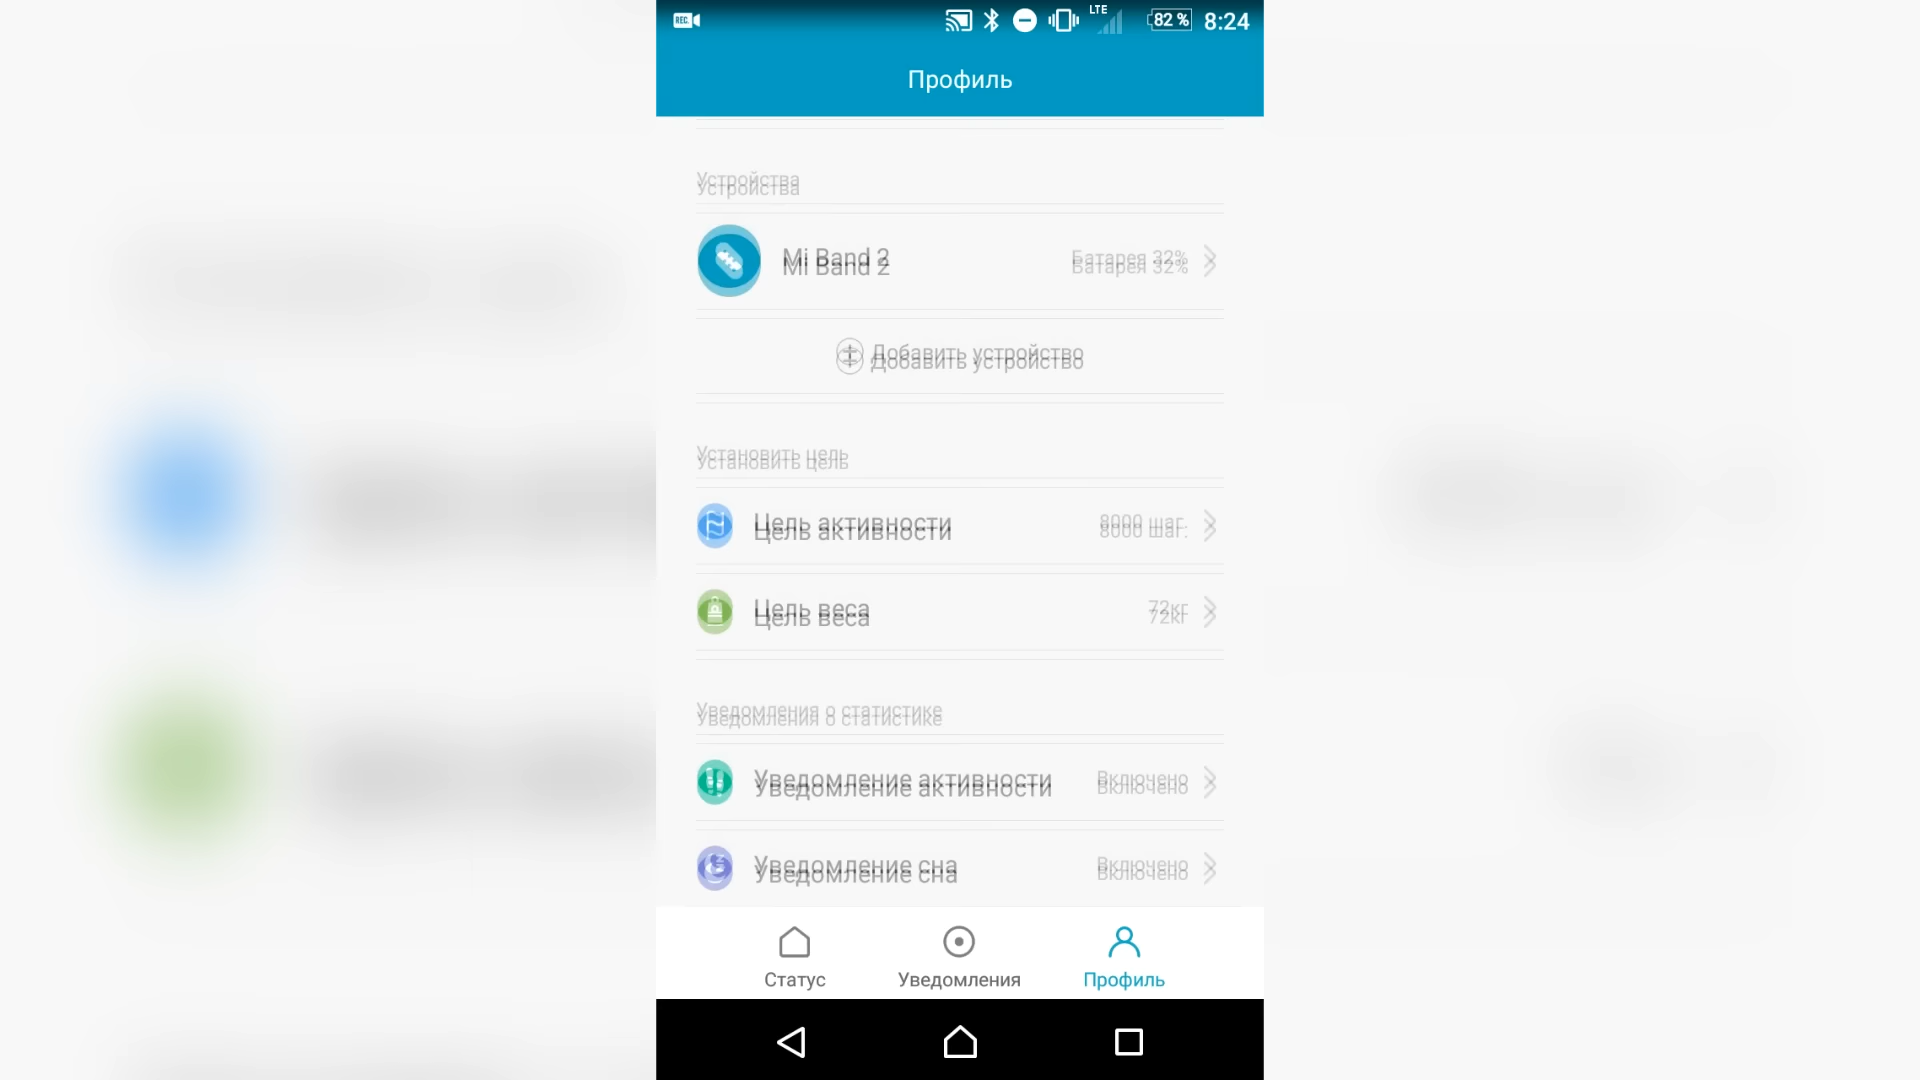 REC
LTE
82 %
8:24
Профиль
Устройства
Mi Band 2
Батарея 32%
Добавить устройство
Установить цель
Цель активности
8000 шаг.
Цель веса
72кг
Уведомления о статистике
Уведомление активности
Включено
Уведомление сна
Включено
Статус
Уведомления
Профиль